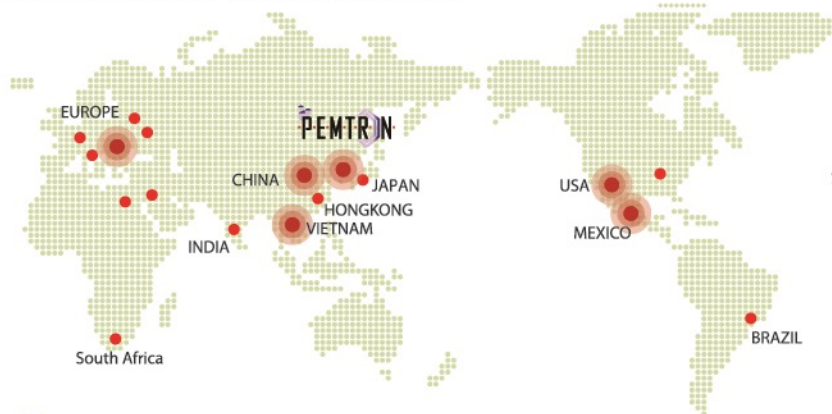 EUROPE
PEMTRON
CHINA
JAPAN
USA
HONGKONG
VIETNAM
MEXICO
INDIA
BRAZIL
South Africa